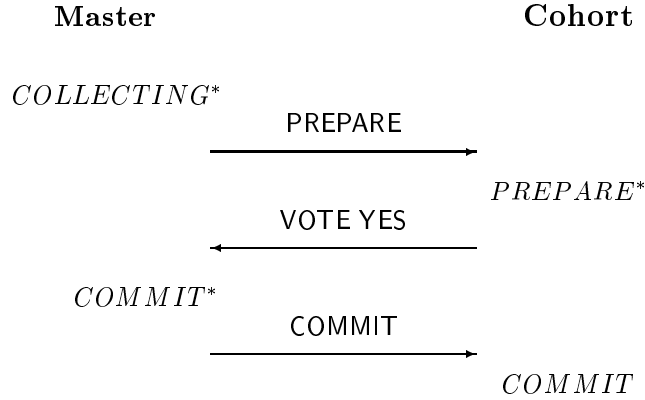 Master Cohort
COLLECTING*
PREPARE
PREPARE*
VOTE YES
COMMIT*
COMMIT
COMMIT